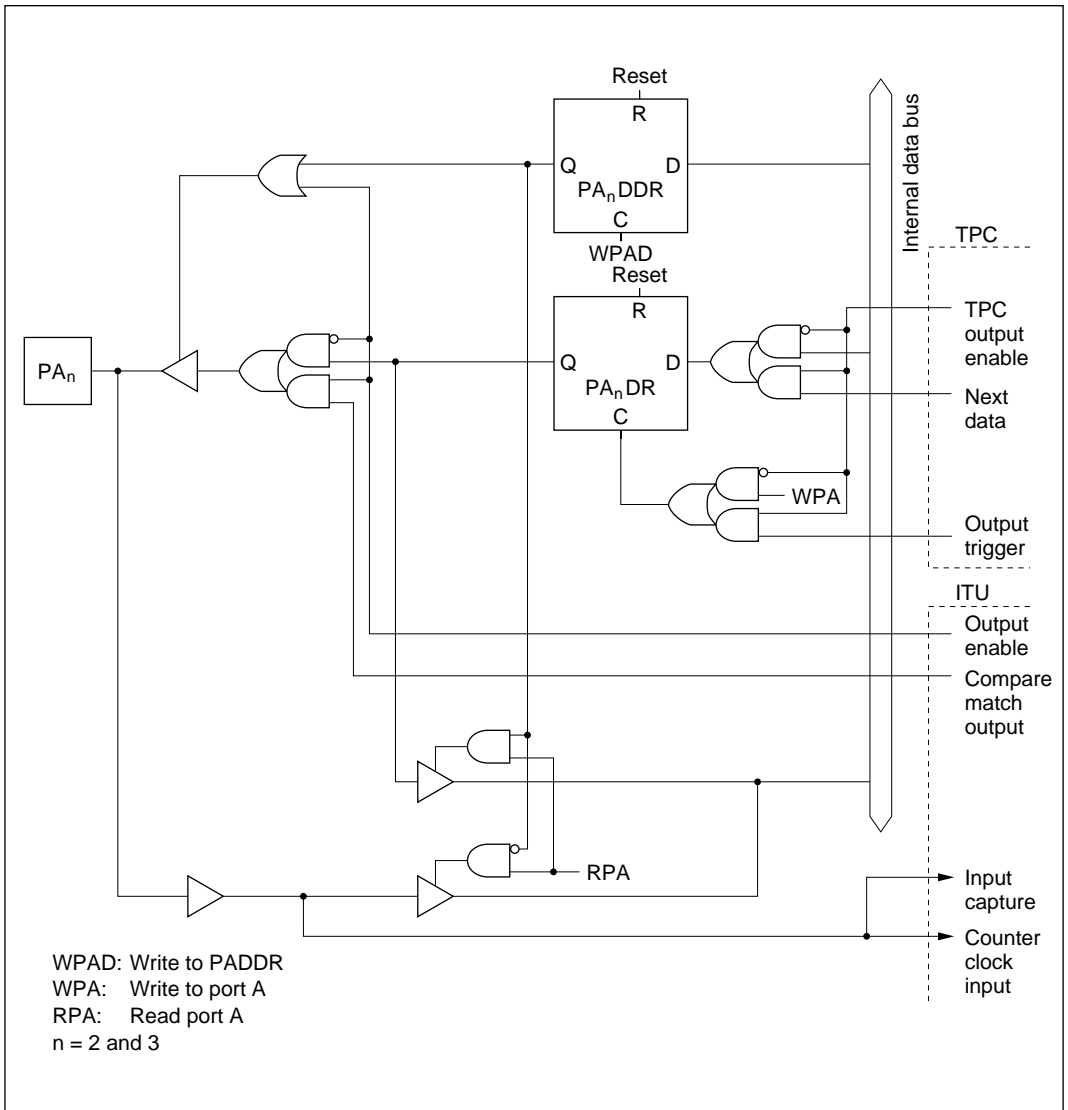 Reset
R
Q
D
PAnDDR
C
WPAD
Internal data bus
TPC
Reset
R
TPC
output
enable
PAn
Q
D
PAnDR
C
Next
data
WPA
Output
trigger
ITU
Output
enable
Compare
match
output
RPA
Input
capture
Counter
clock
input
WPAD: Write to PADDR
WPA: Write to port A
RPA: Read port A
n = 2 and 3